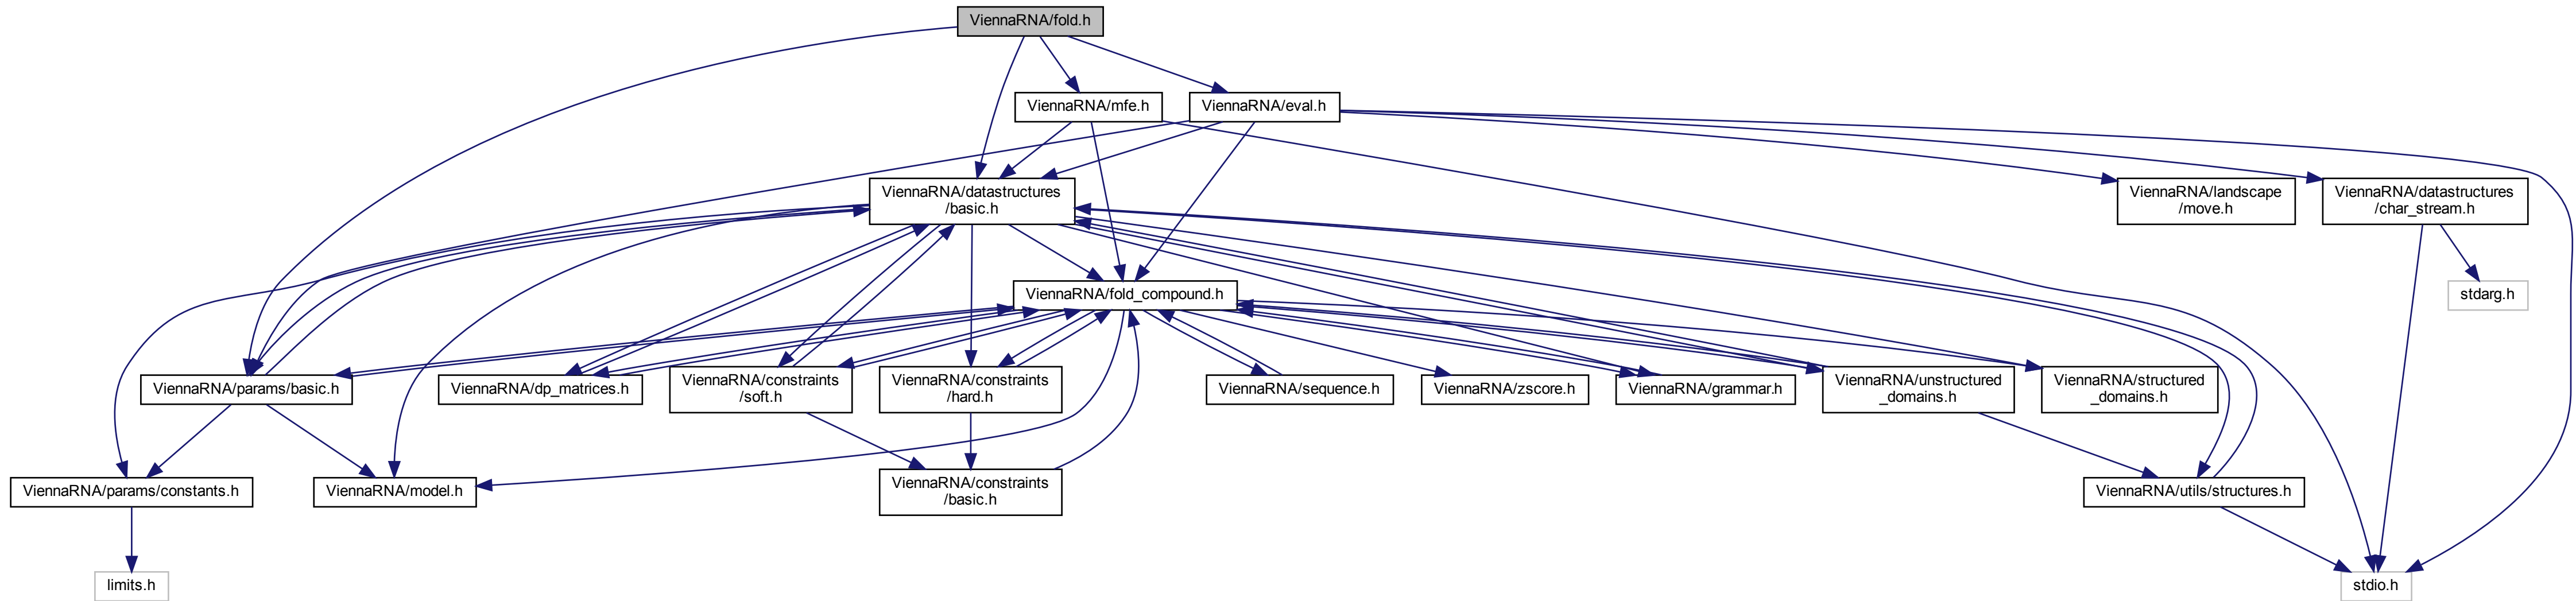 ViennaRNA/fold.h
ViennaRNA/mfe.h
ViennaRNA/eval.h
ViennaRNA/datastructures
/basic.h
ViennaRNA/landscape
/move.h
ViennaRNA/datastructures
/char_stream.h
ViennaRNA/fold_compound.h
stdarg.h
ViennaRNA/params/basic.h
ViennaRNA/dp_matrices.h
ViennaRNA/constraints
/soft.h
ViennaRNA/constraints
/hard.h
ViennaRNA/sequence.h
ViennaRNA/zscore.h
ViennaRNA/grammar.h
ViennaRNA/unstructured
_domains.h
ViennaRNA/structured
_domains.h
ViennaRNA/params/constants.h
ViennaRNA/model.h
ViennaRNA/constraints
/basic.h
ViennaRNA/utils/structures.h
limits.h
stdio.h